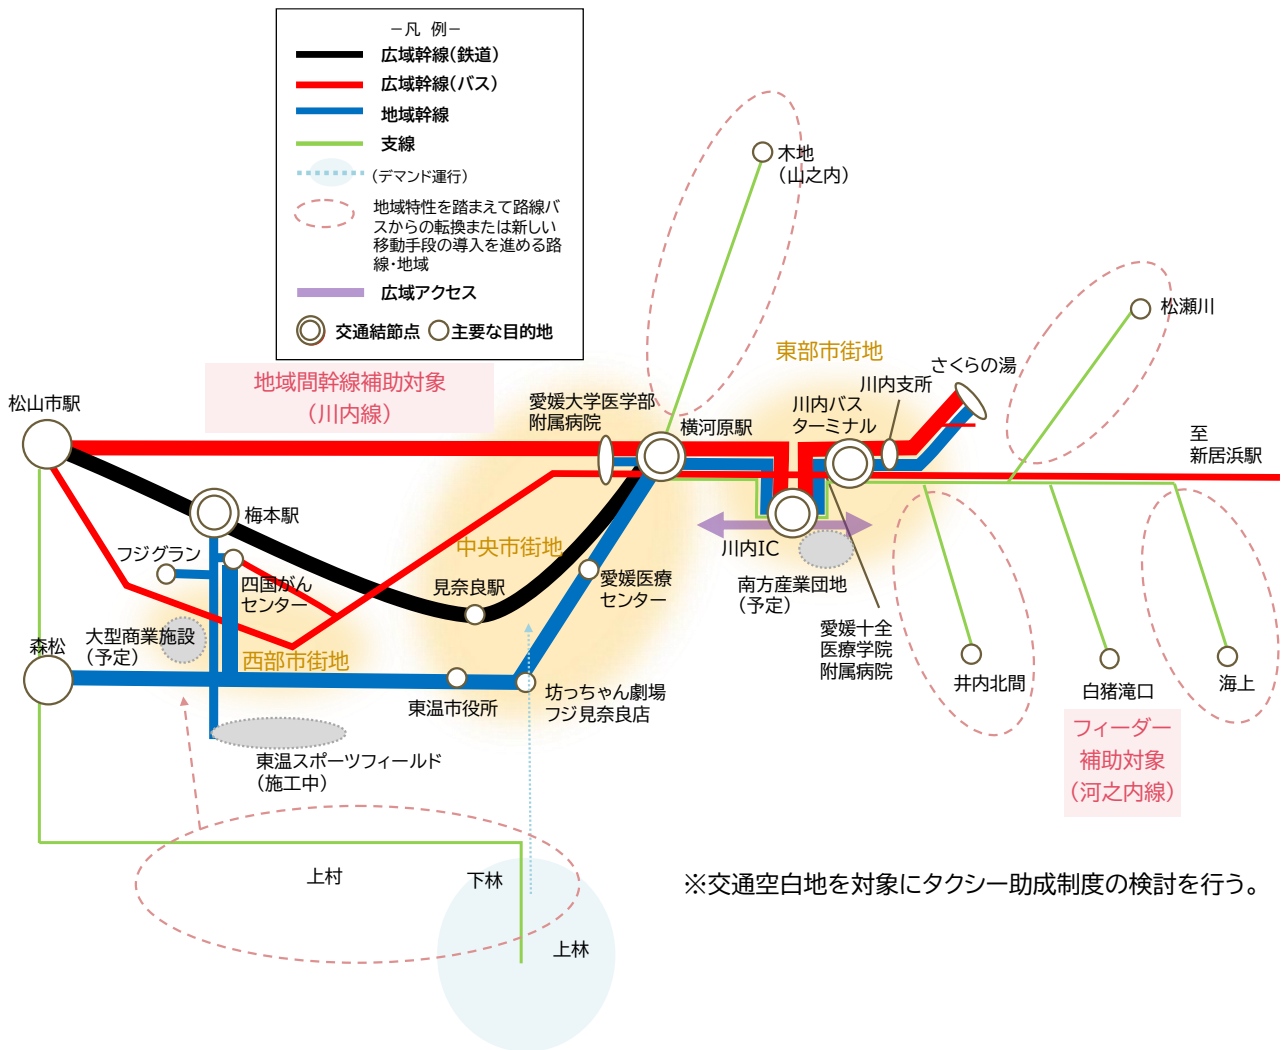 －凡 例－
広域幹線(鉄道)
広域幹線(バス)
地域幹線
支線
(デマンド運行)
地域特性を踏まえて路線バ
スからの転換または新しい
移動手段の導入を進める路
線・地域
広域アクセス
交通結節点
主要な目的地
木地
(山之内)
松瀬川
東部市街地
さくらの湯
川内支所
川内バス
ターミナル
地域間幹線補助対象
(川内線)
愛媛大学医学部
附属病院
松山市駅
横河原駅
至
新居浜駅
梅本駅
フジグラン
四国がん
センター
中央市街地
見奈良駅
愛媛医療
センター
川内IC
南方産業団地
(予定)
愛媛十全
医療学院
附属病院
大型商業施設
(予定)
森松
西部市街地
東温市役所
坊っちゃん劇場
フジ見奈良店
井内北間
白猪滝口
海上
フィーダー
補助対象
(河之内線)
東温スポーツフィールド
(施工中)
上村
下林
上林
※交通空白地を対象にタクシー助成制度の検討を行う。